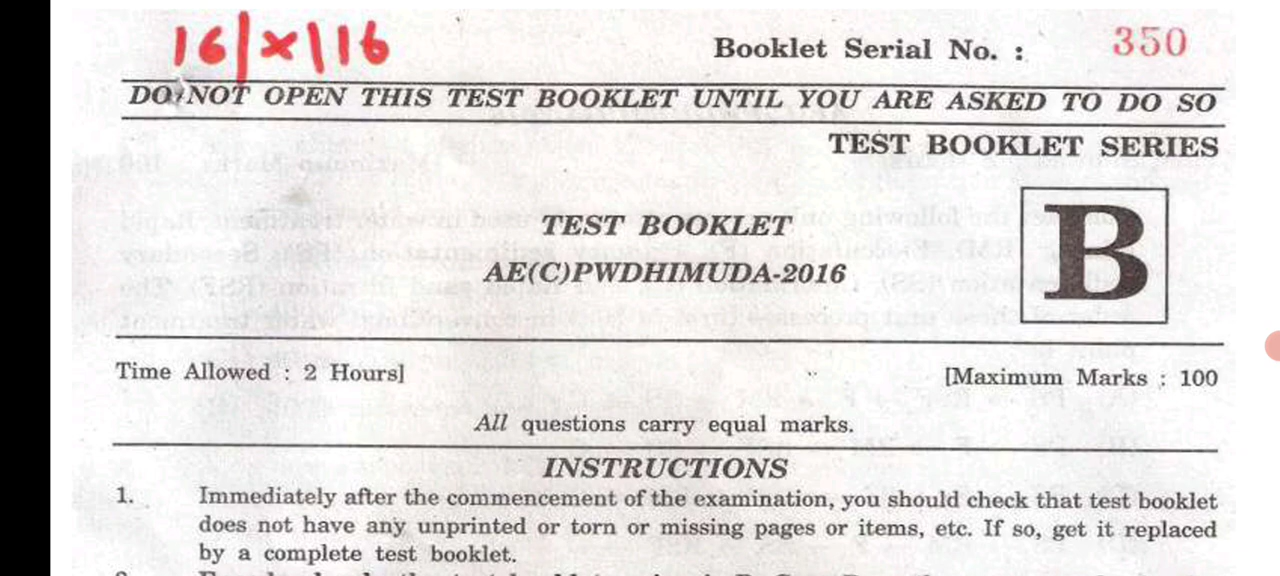 16/x/16
Booklet Serial No. : 350
DO NOT OPEN THIS TEST BOOKLET UNTIL YOU ARE ASKED TO DO SO
TEST BOOKLET SERIES
B
TEST BOOKLET
AE(C)PWDHIMUDA-2016
Time Allowed : 2 Hours]
[Maximum Marks : 100
All questions carry equal marks.
INSTRUCTIONS
1. Immediately after the commencement of the examination, you should check that test booklet
does not have any unprinted or torn or missing pages or items, etc. If so, get it replaced
by a complete test booklet.